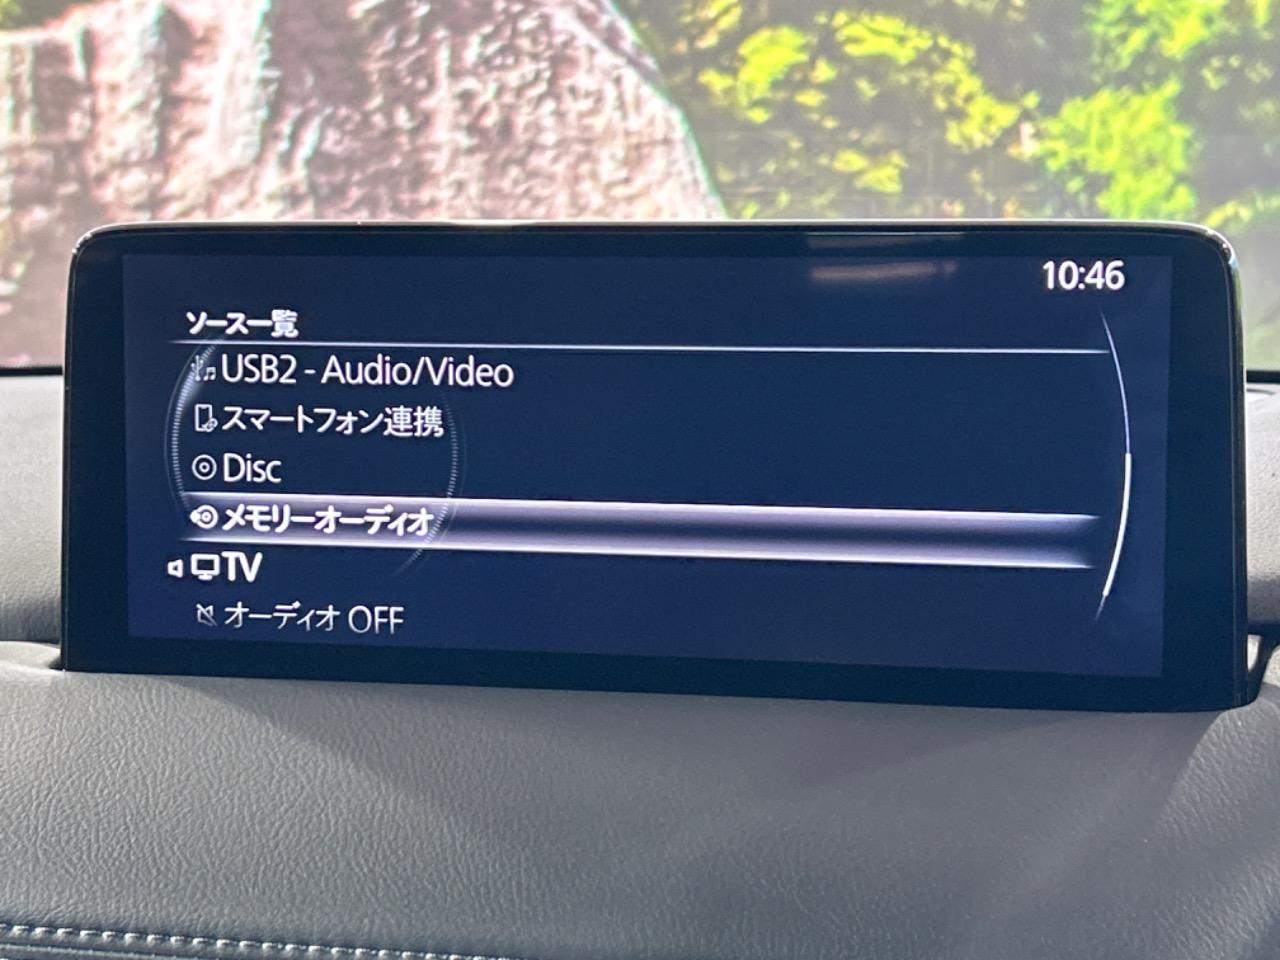 10:46
ソース一覧
USB2 - Audio/Video
スマートフォン連携
Disc
メモリーオーディオ
TV
オーディオ OFF